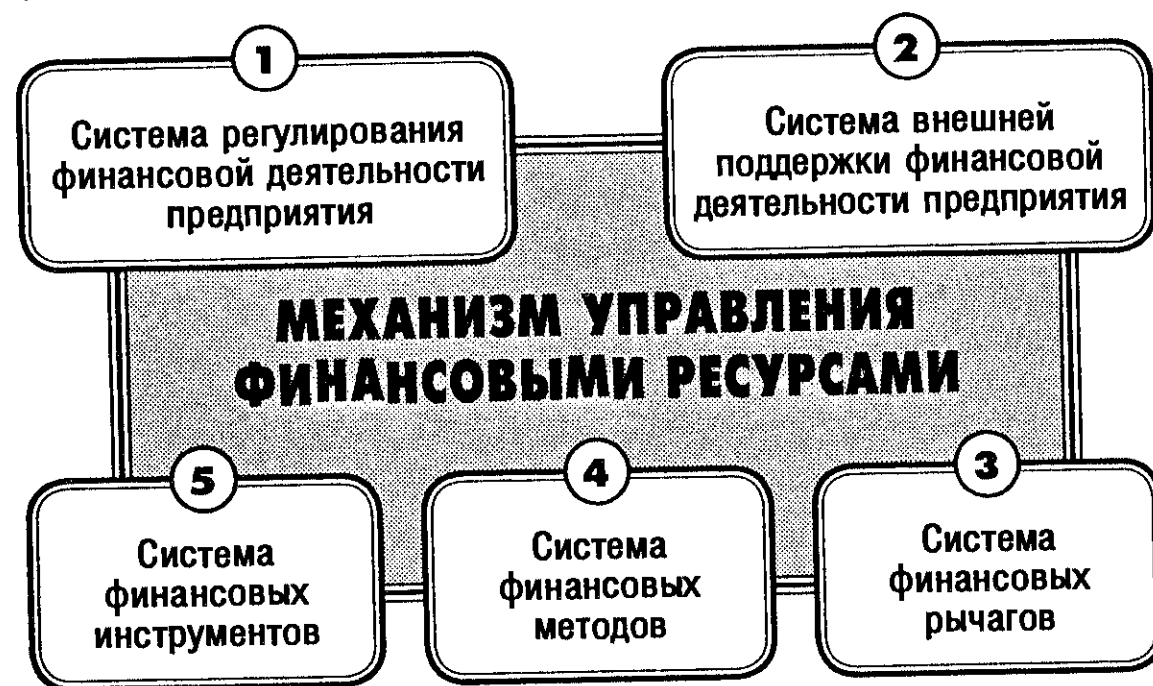 1
Система регулирования
финансовой деятельности
предприятия
2
Система внешней
поддержки финансовой
деятельности предприятия
МЕХАНИЗМ УПРАВЛЕНИЯ
ФИНАНСОВЫМИ РЕСУРСАМИ
5
Система
финансовых
инструментов
4
Система
финансовых
методов
3
Система
финансовых
рычагов